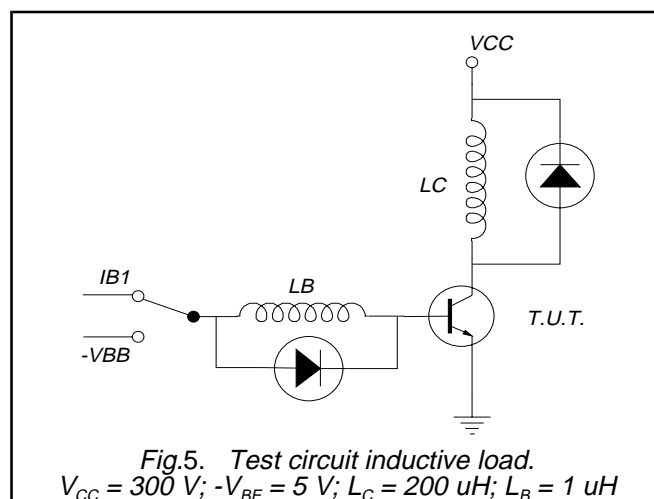 VCC
LC
IB1
LB
T.U.T.
-VBB
Fig.5. Test circuit inductive load.
VCC = 300 V; -VBE = 5 V; LC = 200 uH; LB = 1 uH